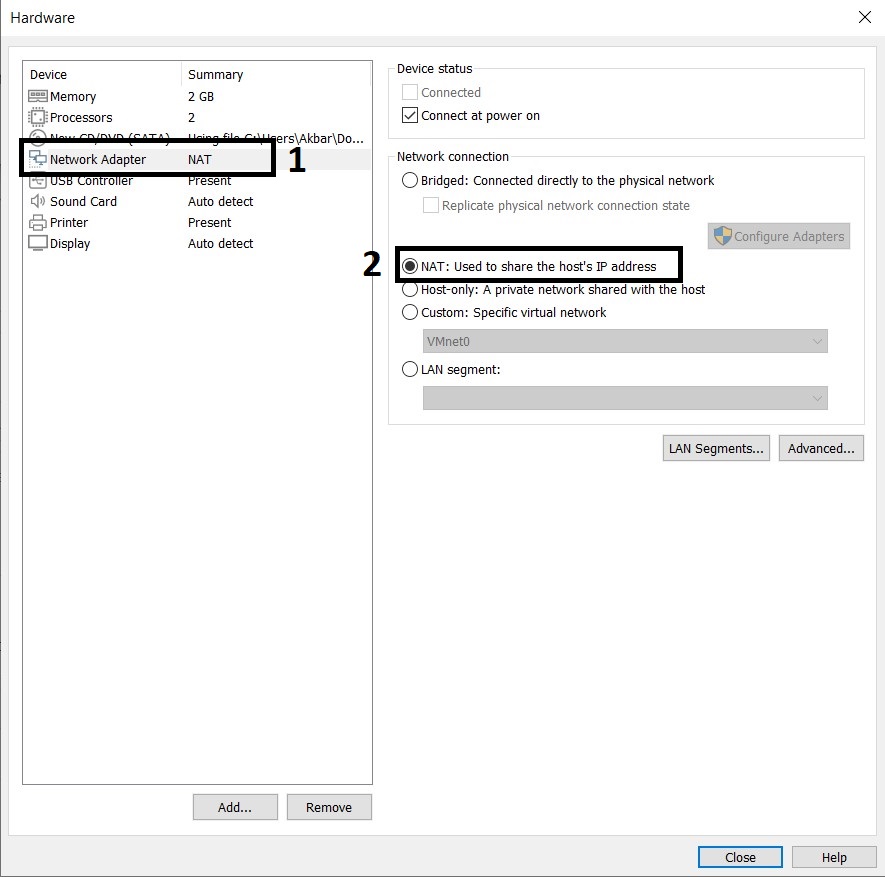 Hardware
Device Summary
Memory 2 GB
Processors 2
New CD/DVD (SATA) Using file C:\Users\Akbar\Do...
Network Adapter NAT
1
USB Controller Present
Sound Card Auto detect
Printer Present
Display Auto detect
Add...
Remove
Device status
Connected
Connect at power on
Network connection
Bridged: Connected directly to the physical network
Replicate physical network connection state
Configure Adapters
2
NAT: Used to share the host's IP address
Host-only: A private network shared with the host
Custom: Specific virtual network
VMnet0
LAN segment:
LAN Segments...
Advanced...
Close
Help